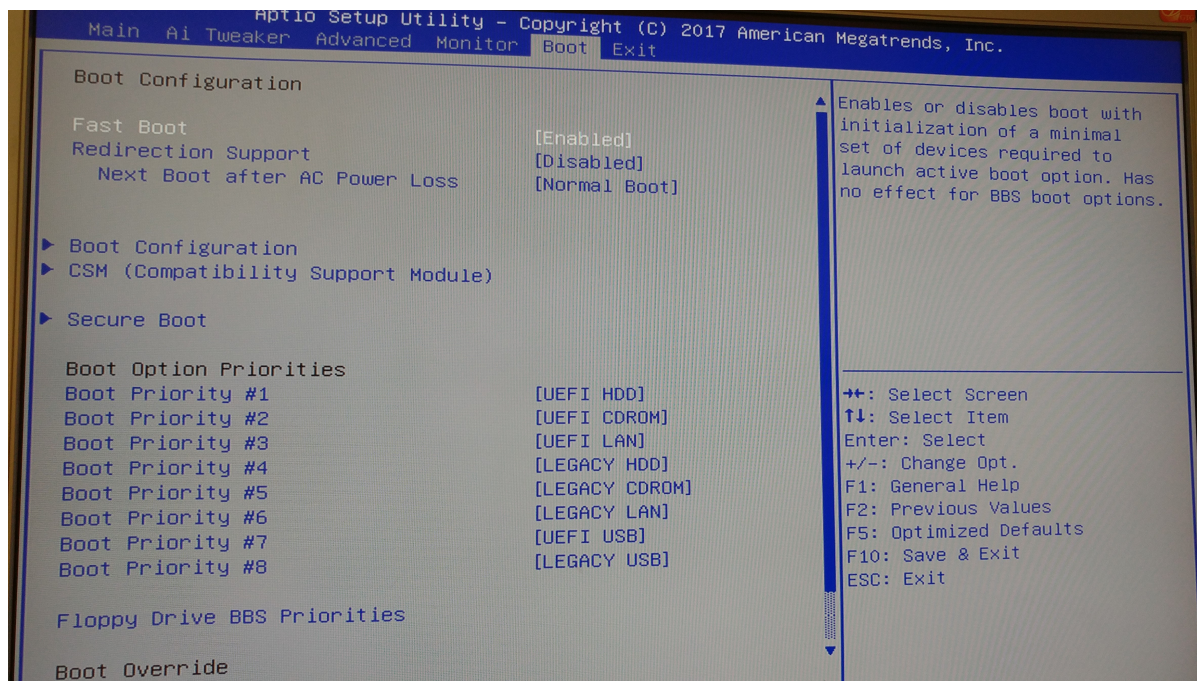 Aptio Setup Utility - Copyright (C) 2017 American Megatrends, Inc.
Main Ai Tweaker Advanced Monitor Boot Exit
Boot Configuration
Fast Boot [Enabled]
Redirection Support [Disabled]
Next Boot after AC Power Loss [Normal Boot]
Boot Configuration
CSM (Compatibility Support Module)
Secure Boot
Boot Option Priorities
Boot Priority #1 [UEFI HDD]
Boot Priority #2 [UEFI CDROM]
Boot Priority #3 [UEFI LAN]
Boot Priority #4 [LEGACY HDD]
Boot Priority #5 [LEGACY CDROM]
Boot Priority #6 [LEGACY LAN]
Boot Priority #7 [UEFI USB]
Boot Priority #8 [LEGACY USB]
Floppy Drive BBS Priorities
Boot Override
Enables or disables boot with
initialization of a minimal
set of devices required to
launch active boot option. Has
no effect for BBS boot options.
→←: Select Screen
↑↓: Select Item
Enter: Select
+/-: Change Opt.
F1: General Help
F2: Previous Values
F5: Optimized Defaults
F10: Save & Exit
ESC: Exit